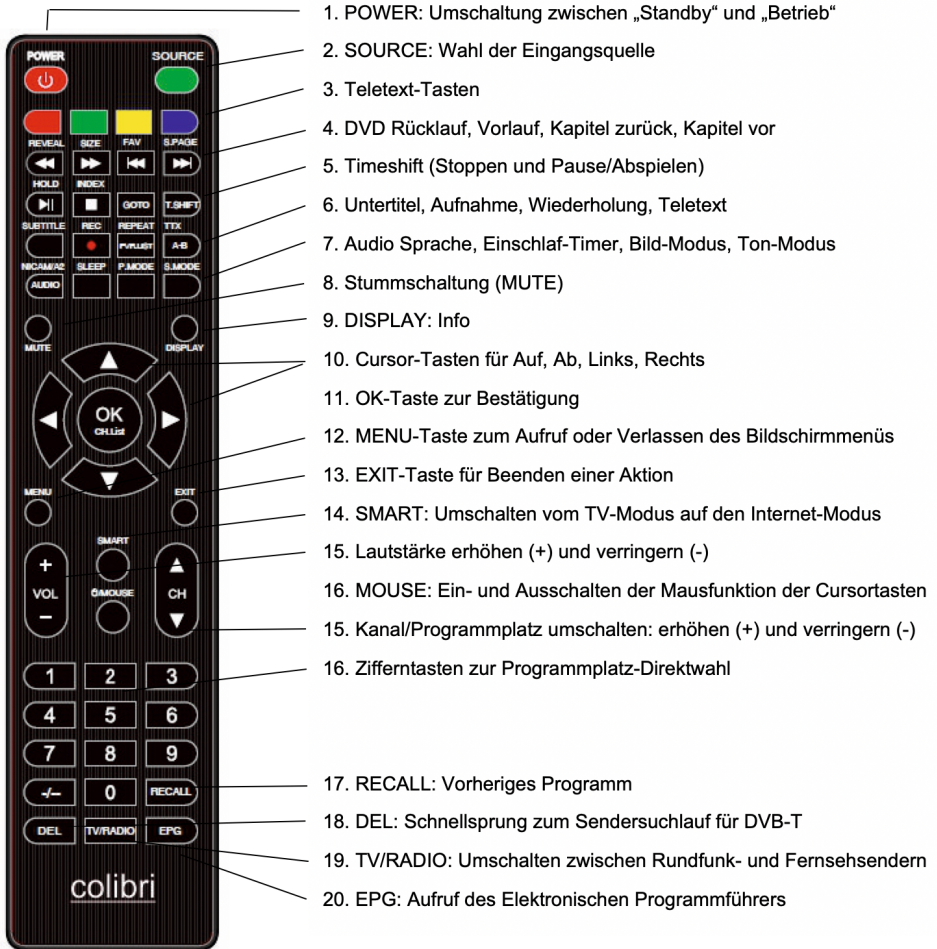 1. POWER: Umschaltung zwischen „Standby“ und „Betrieb“
2. SOURCE: Wahl der Eingangsquelle
3. Teletext-Tasten
4. DVD Rücklauf, Vorlauf, Kapitel zurück, Kapitel vor
5. Timeshift (Stoppen und Pause/Abspielen)
6. Untertitel, Aufnahme, Wiederholung, Teletext
7. Audio Sprache, Einschlaf-Timer, Bild-Modus, Ton-Modus
8. Stummschaltung (MUTE)
9. DISPLAY: Info
10. Cursor-Tasten für Auf, Ab, Links, Rechts
11. OK-Taste zur Bestätigung
12. MENU-Taste zum Aufruf oder Verlassen des Bildschirmmenüs
13. EXIT-Taste für Beenden einer Aktion
14. SMART: Umschalten vom TV-Modus auf den Internet-Modus
15. Lautstärke erhöhen (+) und verringern (-)
16. MOUSE: Ein- und Ausschalten der Mausfunktion der Cursortasten
15. Kanal/Programmplatz umschalten: erhöhen (+) und verringern (-)
16. Zifferntasten zur Programmplatz-Direktwahl
17. RECALL: Vorheriges Programm
18. DEL: Schnellsprung zum Sendersuchlauf für DVB-T
19. TV/RADIO: Umschalten zwischen Rundfunk- und Fernsehsendern
20. EPG: Aufruf des Elektronischen Programmführers
POWER SOURCE
REVEAL SIZE FAV S.PAGE
HOLD INDEX
GOTO T.SHIFT
SUBTITLE REC REPEAT TTX
A-B
NICAM/A2 SLEEP P.MODE S.MODE
AUDIO
MUTE DISPLAY
OK
CH.List
MENU EXIT
SMART
+
VOL /MOUSE CH
−
1 2 3
4 5 6
7 8 9
-/-- 0 RECALL
DEL TV/RADIO EPG
colibri